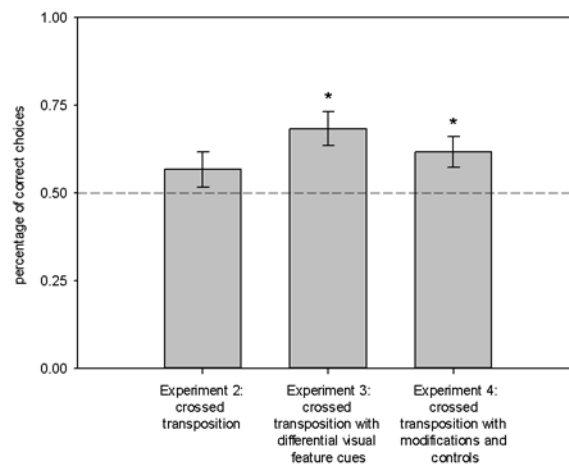 1.00
0.75
0.50
0.25
0.00
percentage of correct choices
*
*
Experiment 2:
crossed
transposition
Experiment 3:
crossed
transposition with
differential visual
feature cues
Experiment 4:
crossed
transposition with
modifications and
controls